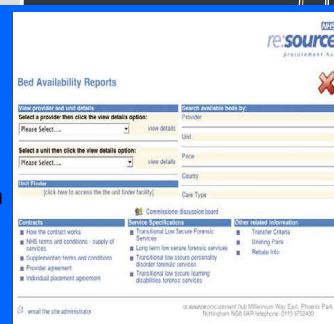 NHS
re:source
procurement hu
Bed Availability Reports
View provider and unit details
Select a provider then click the view details option:
Please Select....
view details
Select a unit then click the view details option:
Please Select....
view details
Unit Finder
[click here to access the the unit finder facility]
Search available beds by:
Provider
Unit
Price
County
Care Type
Commissioner discussion board
Contracts
How the contract works
NHS terms and conditions - supply of services
Supplementary terms and conditions
Provider agreement
Individual placement agreement
Service Specifications
Transitional Low Secure Forensic Services
Long term low secure forensic services
Transitional low secure personality disorder forensic services
Transitional low secure learning disabilities forensic services
Other related information
Transfer Criteria
Briefing Pack
Rebate Info
email the site administrator
re:source procurement hub Millennium Way East, Phoenix Park,
Nottingham NG8 6AR telephone: 0115